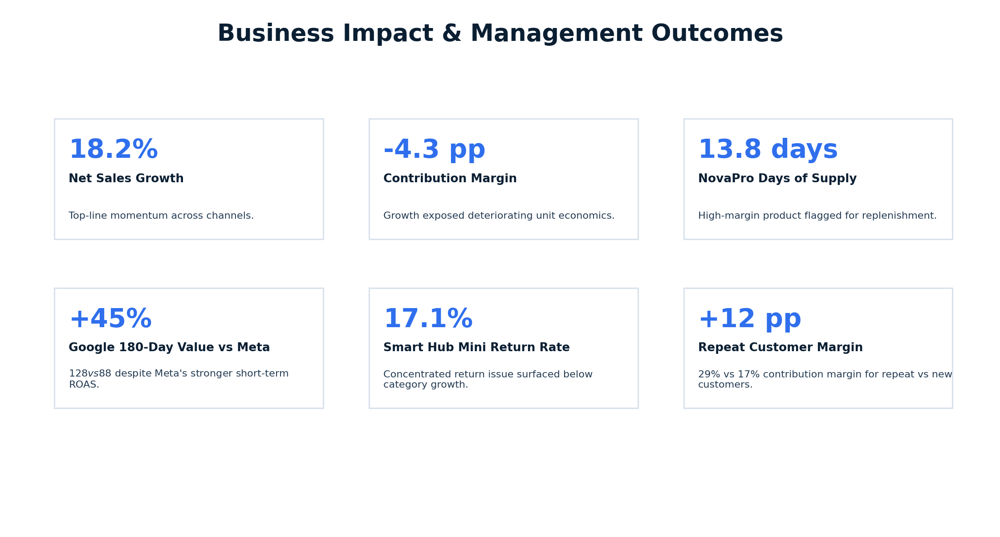 Business Impact & Management Outcomes
18.2%
Net Sales Growth
Top-line momentum across channels.
-4.3 pp
Contribution Margin
Growth exposed deteriorating unit economics.
13.8 days
NovaPro Days of Supply
High-margin product flagged for replenishment.
+45%
Google 180-Day Value vs Meta
128vs88 despite Meta's stronger short-term
ROAS.
17.1%
Smart Hub Mini Return Rate
Concentrated return issue surfaced below
category growth.
+12 pp
Repeat Customer Margin
29% vs 17% contribution margin for repeat vs new
customers.